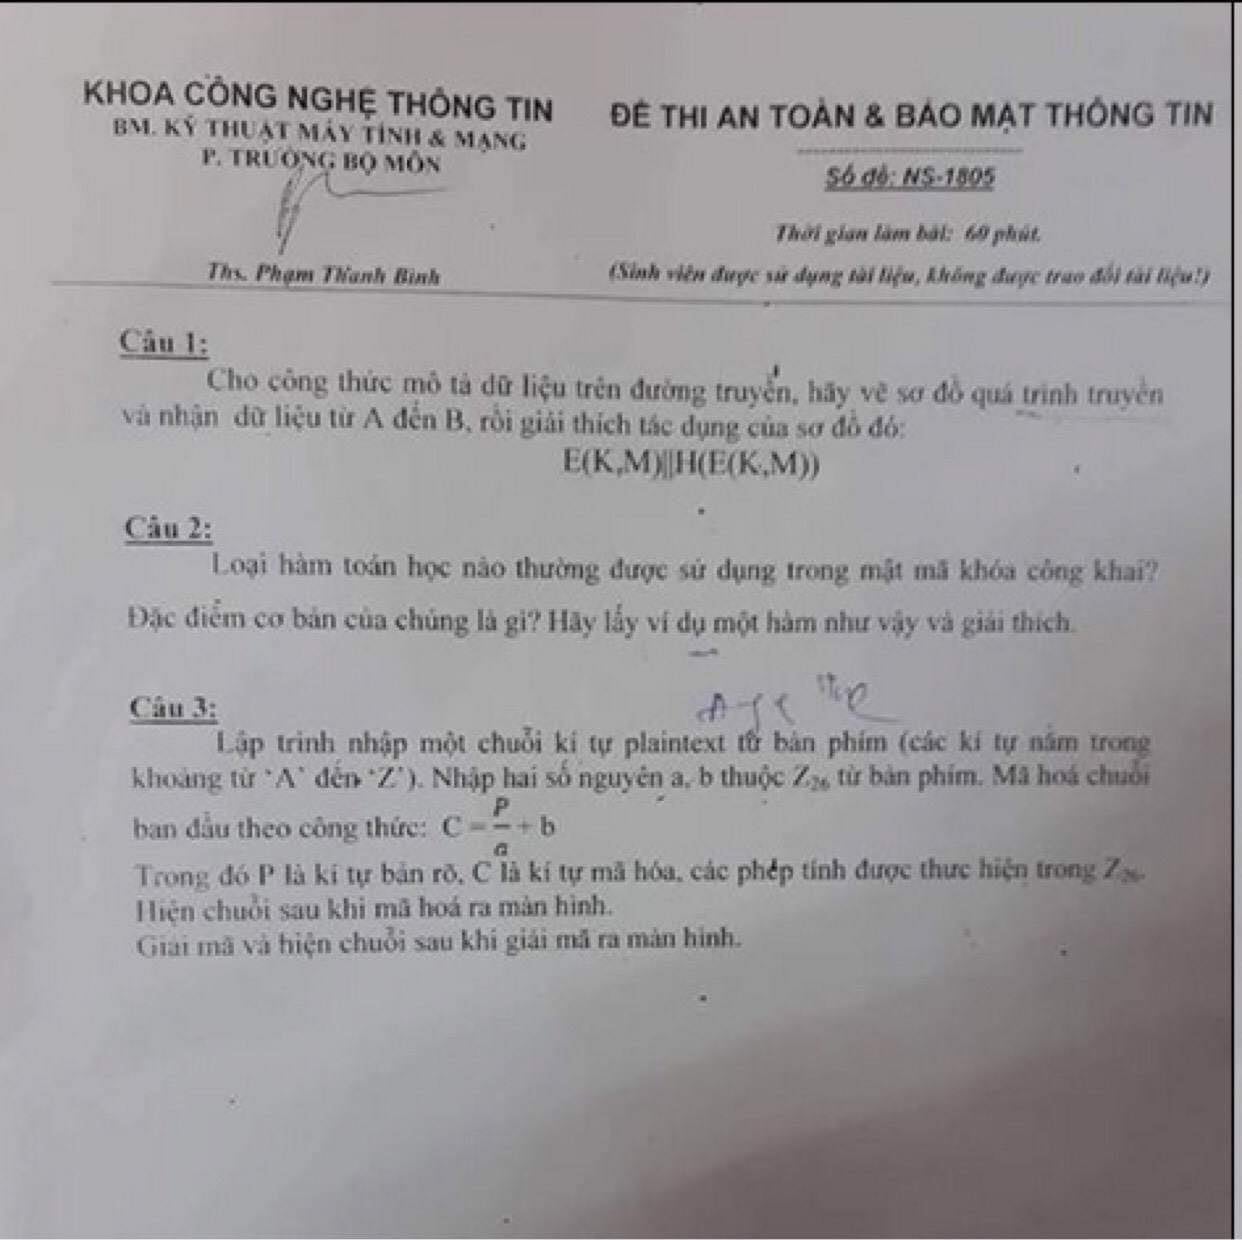 KHOA CÔNG NGHỆ THÔNG TIN
BM. KỸ THUẬT MÁY TÍNH & MẠNG
P. TRƯỞNG BỘ MÔN
Ths. Phạm Thanh Bình
ĐỀ THI AN TOÀN & BẢO MẬT THÔNG TIN
Số đề: NS-1805
Thời gian làm bài: 60 phút.
(Sinh viên được sử dụng tài liệu, không được trao đổi tài liệu!)
Câu 1:
Cho công thức mô tả dữ liệu trên đường truyền, hãy vẽ sơ đồ quá trình truyền
và nhận dữ liệu từ A đến B, rồi giải thích tác dụng của sơ đồ đó:
E(K,M)||H(E(K,M))
Câu 2:
Loại hàm toán học nào thường được sử dụng trong mật mã khóa công khai?
Đặc điểm cơ bản của chúng là gì? Hãy lấy ví dụ một hàm như vậy và giải thích.
Câu 3:
Lập trình nhập một chuỗi kí tự plaintext từ bàn phím (các kí tự nằm trong
khoảng từ 'A' đến 'Z'). Nhập hai số nguyên a, b thuộc Z₂₆ từ bàn phím. Mã hoá chuỗi
ban đầu theo công thức: C = P/a + b
Trong đó P là kí tự bản rõ, C là kí tự mã hóa, các phép tính được thực hiện trong Z₂₆.
Hiện chuỗi sau khi mã hoá ra màn hình.
Giải mã và hiện chuỗi sau khi giải mã ra màn hình.